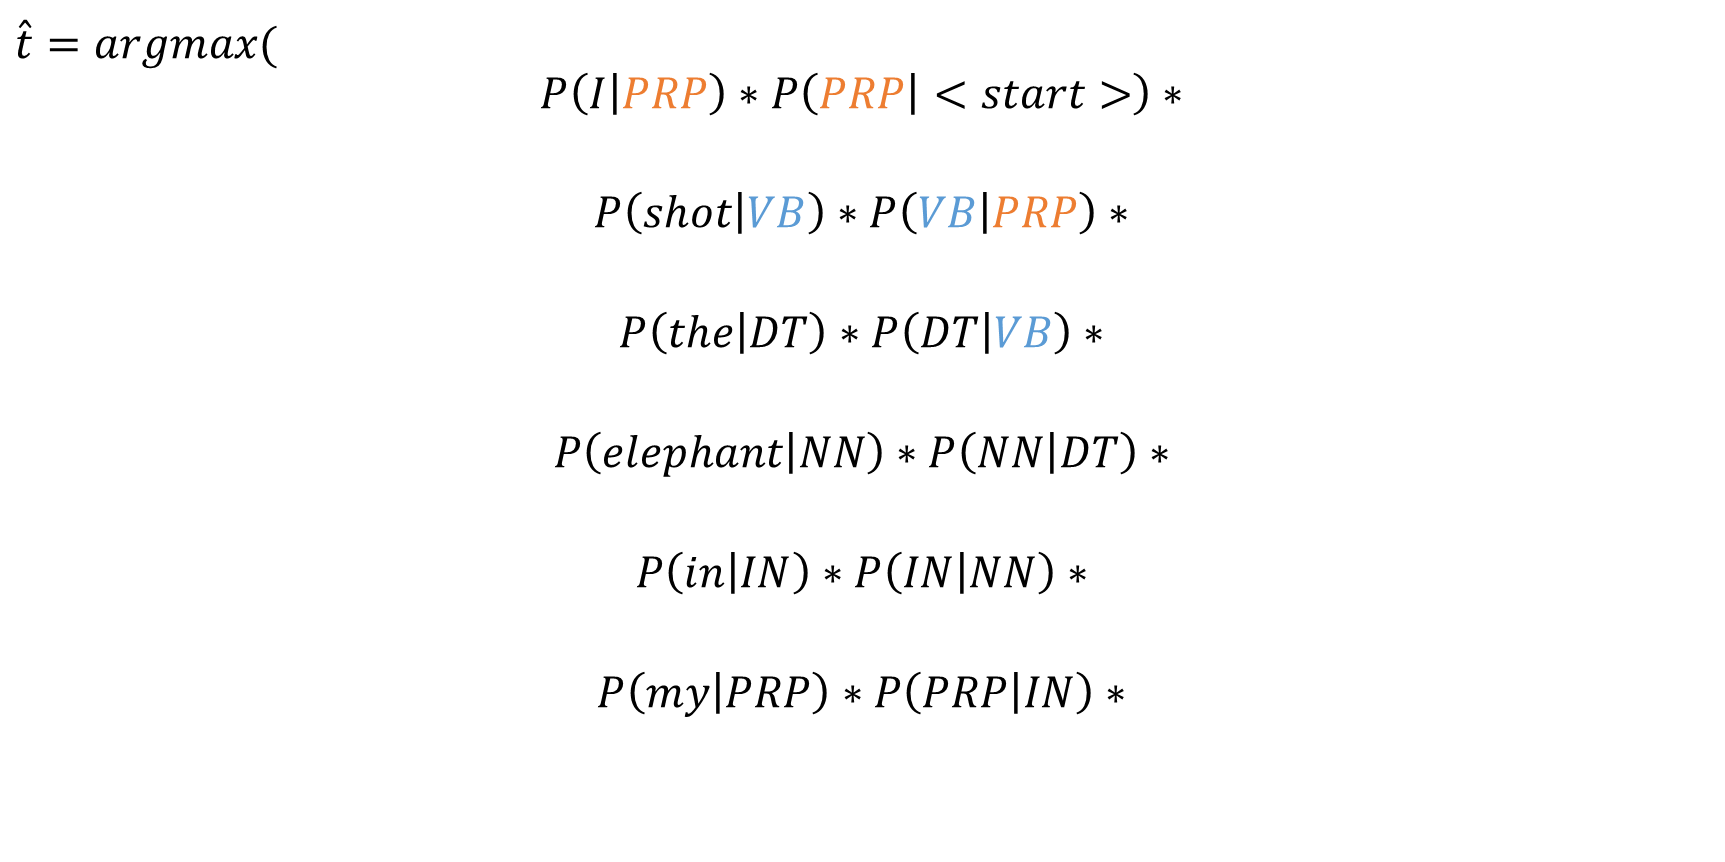 t̂ = argmax(
P(I|PRP) ∗ P(PRP| < start >) ∗
P(shot|VB) ∗ P(VB|PRP) ∗
P(the|DT) ∗ P(DT|VB) ∗
P(elephant|NN) ∗ P(NN|DT) ∗
P(in|IN) ∗ P(IN|NN) ∗
P(my|PRP) ∗ P(PRP|IN) ∗